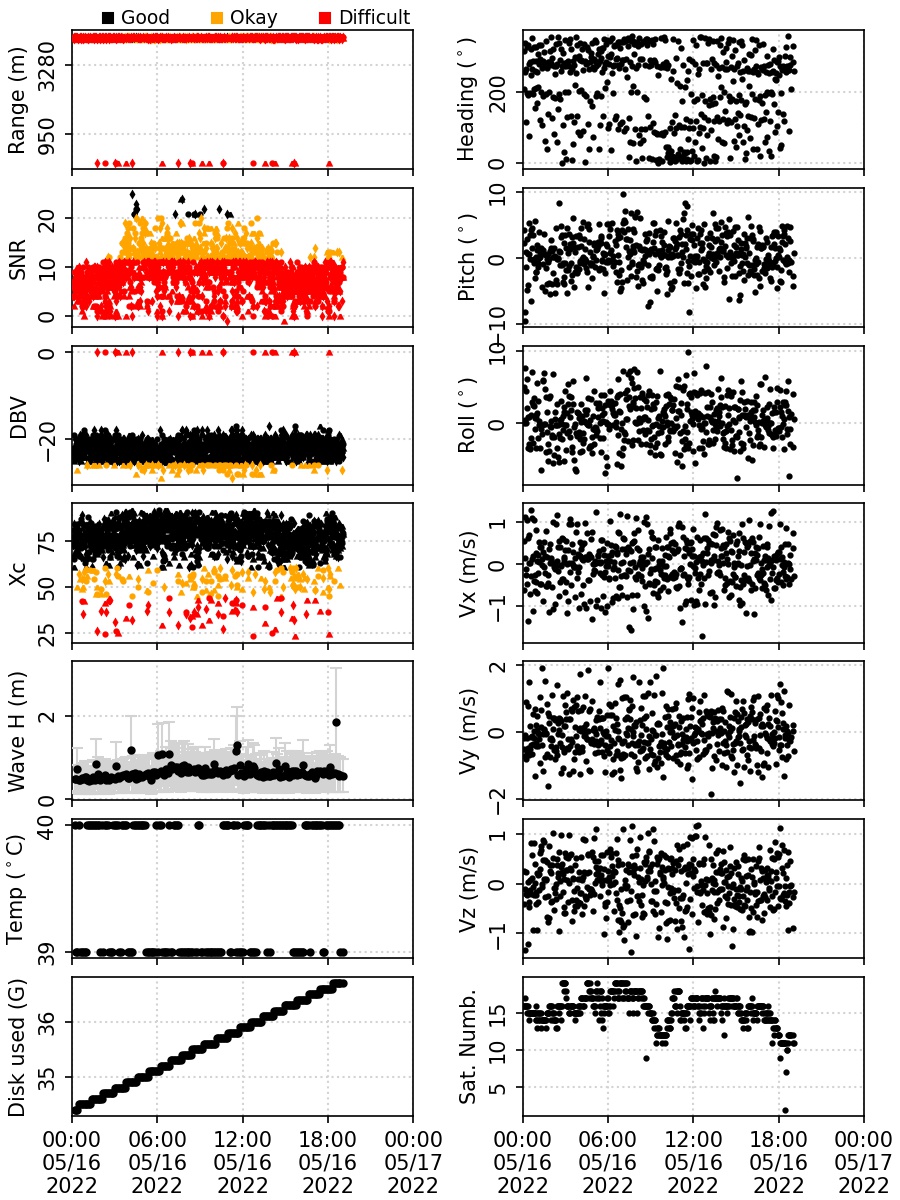 Good Okay Difficult
Range (m)
3280
950
Heading (°)
200
0
SNR
20
10
0
Pitch (°)
10
0
−10
DBV
0
−20
Roll (°)
10
0
Xc
75
50
25
Vx (m/s)
1
0
−1
Wave H (m)
2
0
Vy (m/s)
2
0
−2
Temp (°C)
40
39
Vz (m/s)
1
0
−1
Disk used (G)
36
35
Sat. Numb.
15
10
5
00:00 06:00 12:00 18:00 00:00 00:00 06:00 12:00 18:00 00:00
05/16 05/16 05/16 05/16 05/17 05/16 05/16 05/16 05/16 05/17
2022 2022 2022 2022 2022 2022 2022 2022 2022 2022